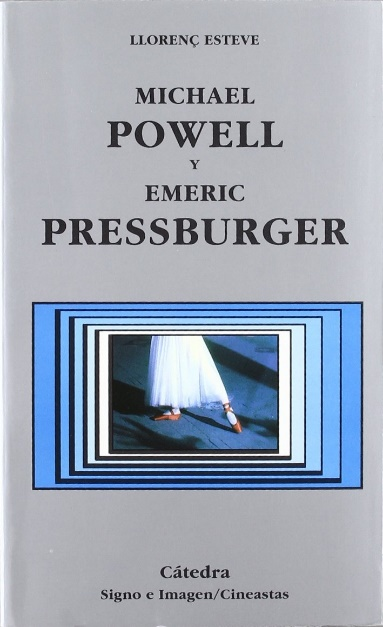 LLORENÇ ESTEVE
MICHAEL
POWELL
Y
EMERIC
PRESSBURGER
Cátedra
Signo e Imagen/Cineastas